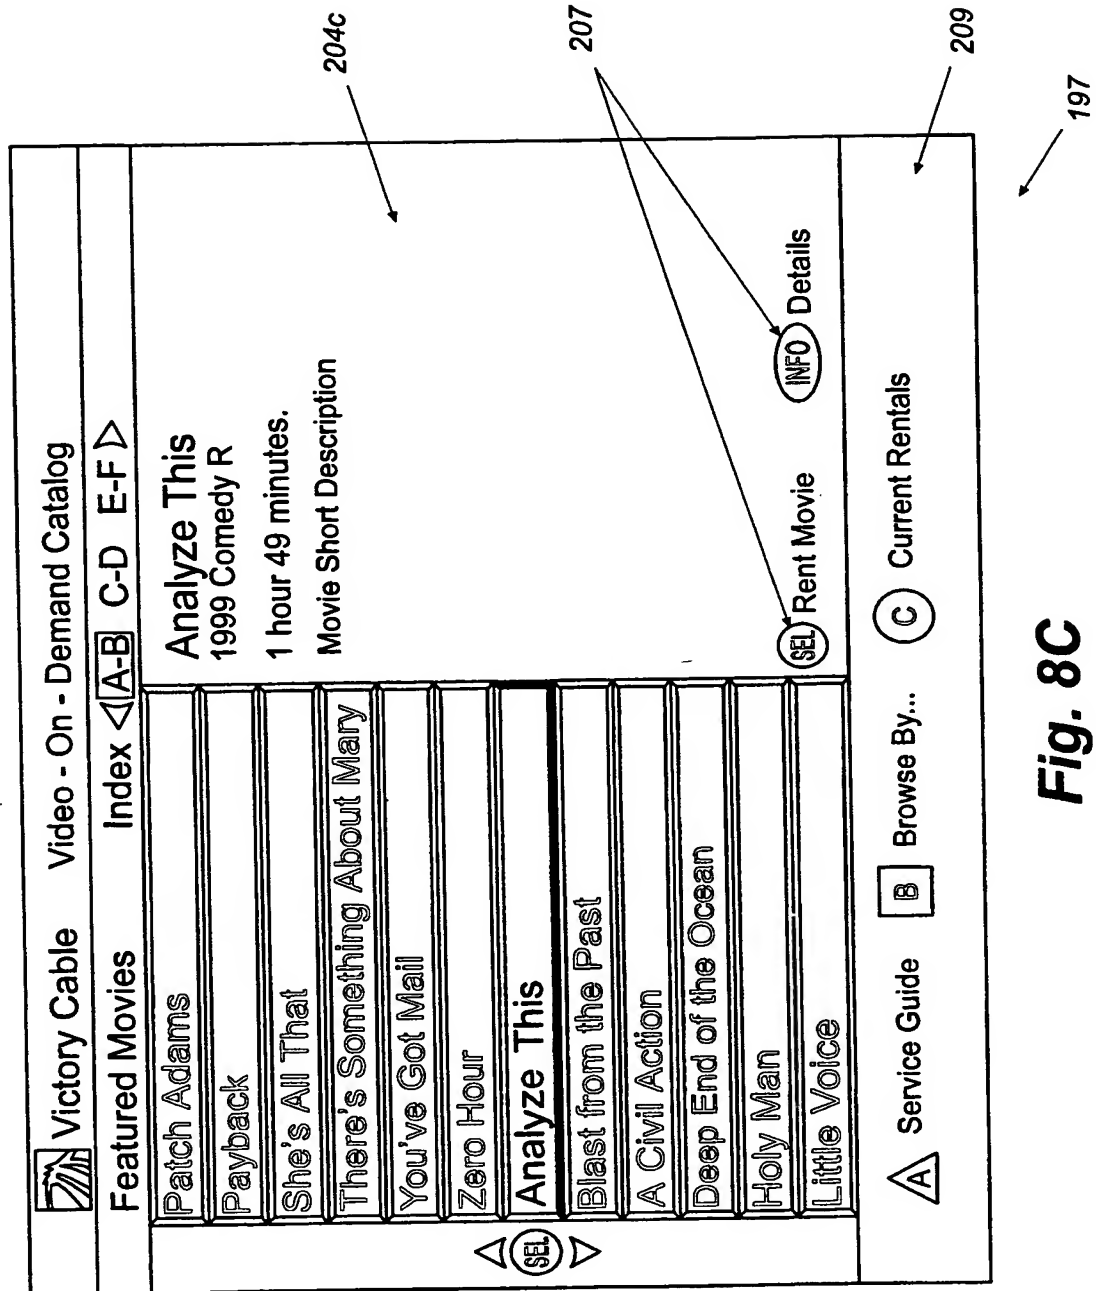 Victory Cable Video - On - Demand Catalog
Featured Movies Index A-B C-D E-F
Patch Adams
Payback
She's All That
There's Something About Mary
You've Got Mail
Zero Hour
Analyze This
Blast from the Past
A Civil Action
Deep End of the Ocean
Holy Man
Little Voice
SEL
Analyze This
1999 Comedy R
1 hour 49 minutes.
Movie Short Description
SEL Rent Movie INFO Details
A Service Guide B Browse By... C Current Rentals
204c
207
209
197
Fig. 8C